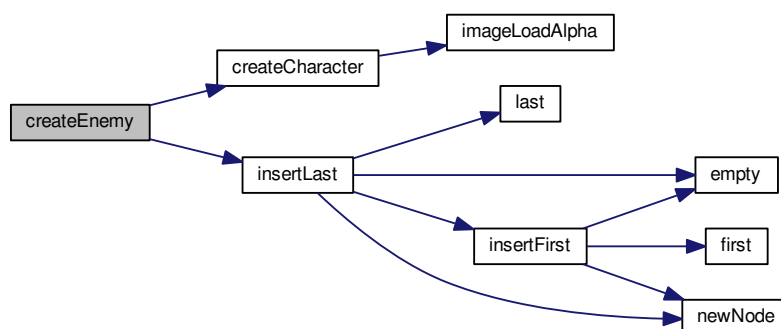 imageLoadAlpha
createCharacter
last
createEnemy
insertLast
empty
insertFirst
first
newNode